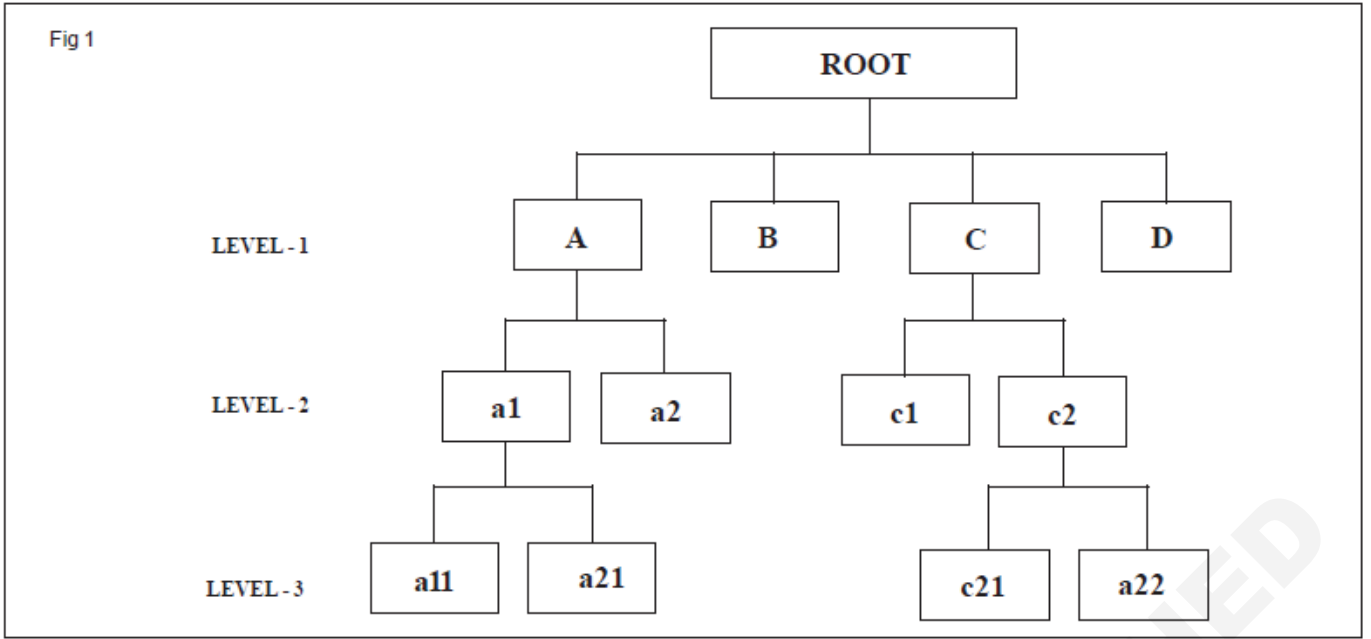 Fig 1
ROOT
LEVEL - 1
A
B
C
D
LEVEL - 2
a1
a2
c1
c2
LEVEL - 3
a11
a21
c21
a22